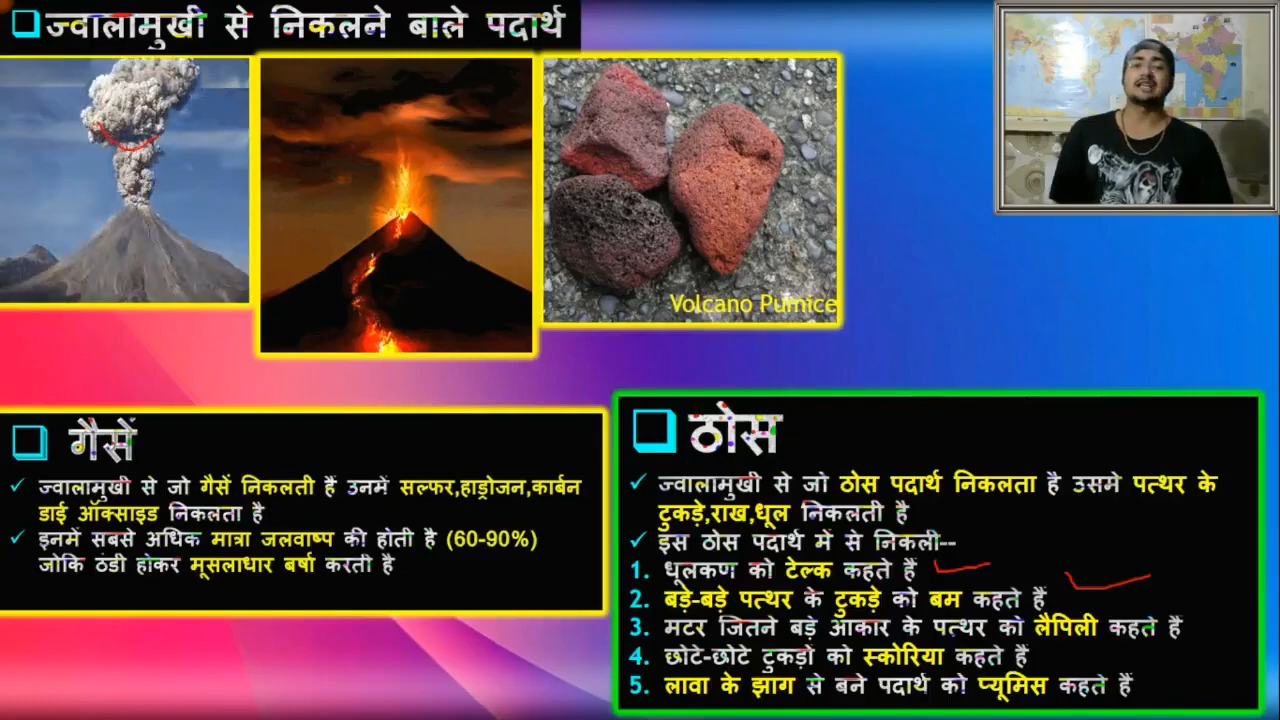 ज्वालामुखी से निकलने बाले पदार्थ
Volcano Pumice
गैसें
ज्वालामुखी से जो गैसें निकलती हैं उनमें सल्फर,हाड्रोजन,कार्बन
डाई ऑक्साइड निकलता है
इनमें सबसे अधिक मात्रा जलवाष्प की होती है (60-90%)
जोकि ठंडी होकर मूसलाधार बर्षा करती है
ठोस
ज्वालामुखी से जो ठोस पदार्थ निकलता है उसमे पत्थर के
टुकड़े,राख,धूल निकलती है
इस ठोस पदार्थ में से निकली--
1. धूलकण को टेल्क कहते हैं
2. बड़े-बड़े पत्थर के टुकड़े को बम कहते हैं
3. मटर जितने बड़े आकार के पत्थर को लैपिली कहते हैं
4. छोटे-छोटे टुकड़ों को स्कोरिया कहते हैं
5. लावा के झाग से बने पदार्थ को प्यूमिस कहते हैं